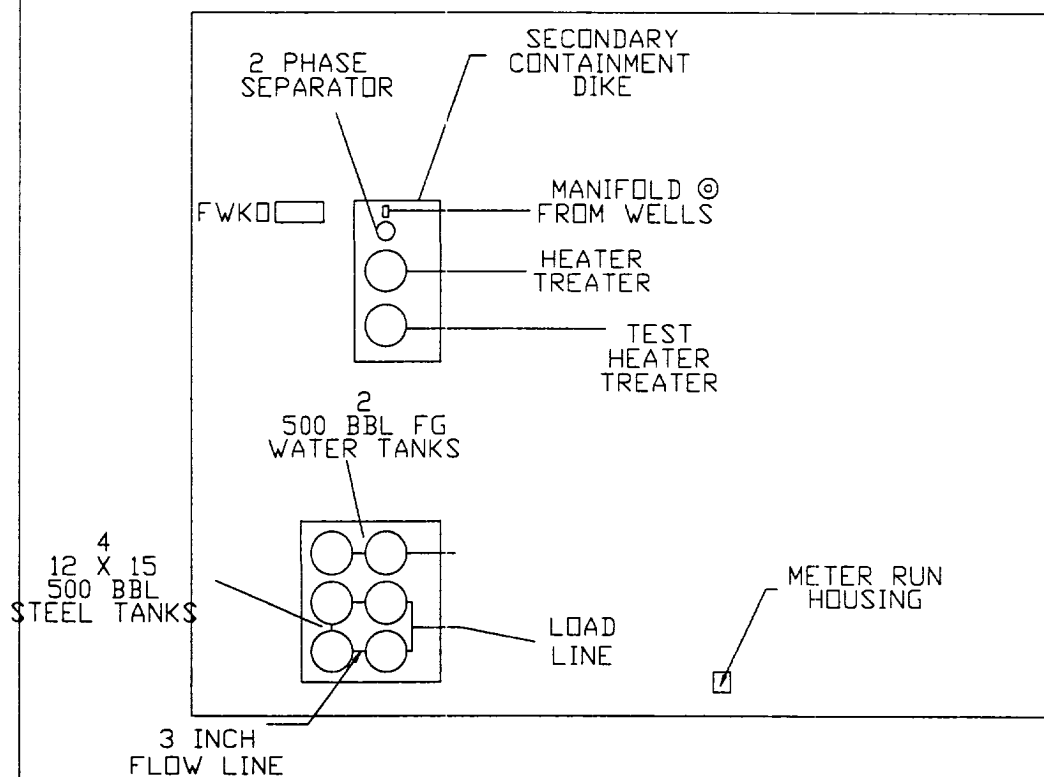 2 PHASE
SEPARATOR
SECONDARY
CONTAINMENT
DIKE
FWKO
MANIFOLD @
FROM WELLS
HEATER
TREATER
TEST
HEATER
TREATER
2
500 BBL FG
WATER TANKS
4
12 X 15
500 BBL
STEEL TANKS
LOAD
LINE
METER RUN
HOUSING
3 INCH
FLOW LINE